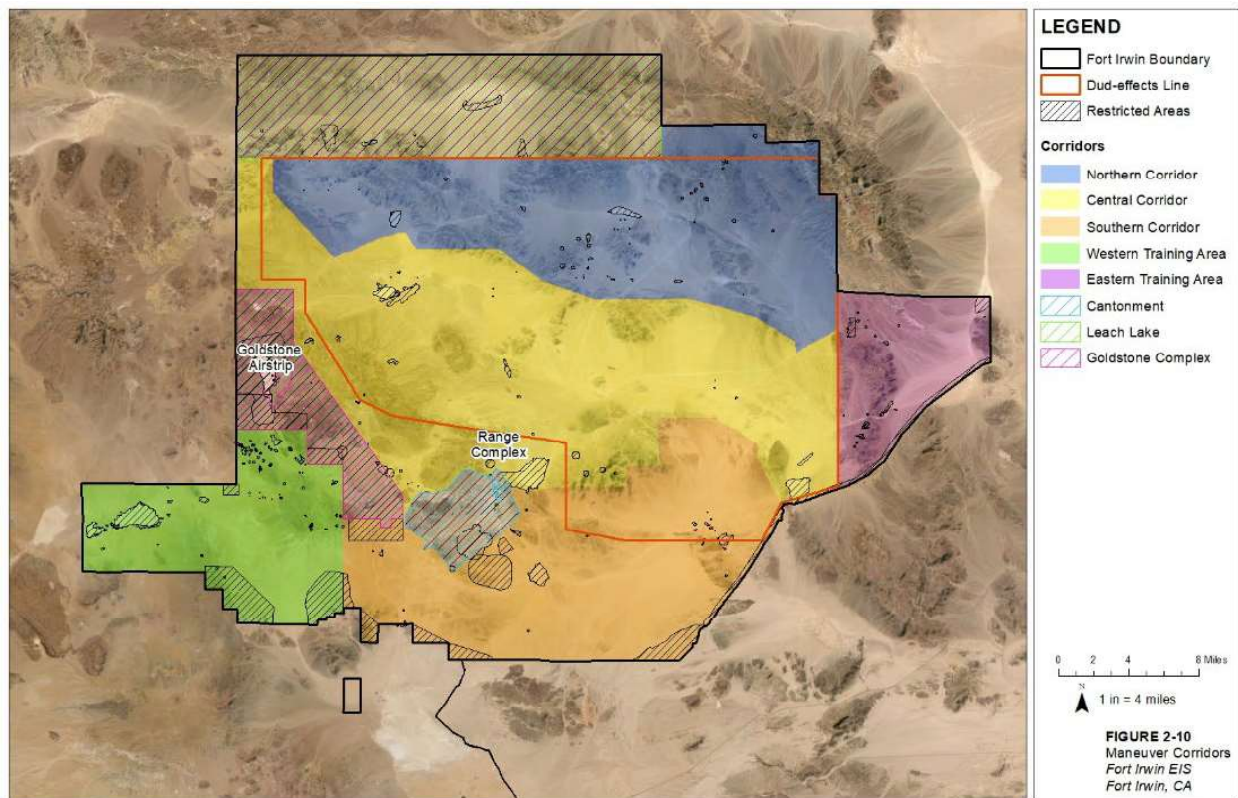 LEGEND
Fort Irwin Boundary
Dud-effects Line
Restricted Areas
Corridors
Northern Corridor
Central Corridor
Southern Corridor
Western Training Area
Eastern Training Area
Cantonment
Leach Lake
Goldstone Complex
Goldstone
Airstrip
Range
Complex
0 2 4 8 Miles
N
1 in = 4 miles
FIGURE 2-10
Maneuver Corridors
Fort Irwin EIS
Fort Irwin, CA